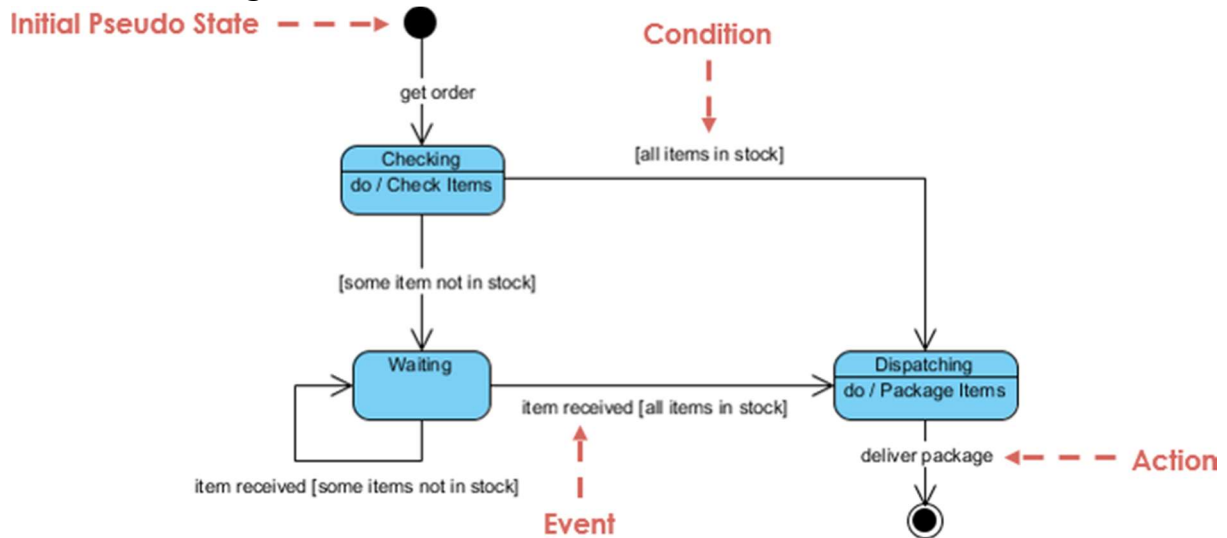 Initial Pseudo State
Condition
get order
[all items in stock]
Checking
do / Check Items
[some item not in stock]
Waiting
Dispatching
do / Package Items
item received [all items in stock]
deliver package
Action
item received [some items not in stock]
Event